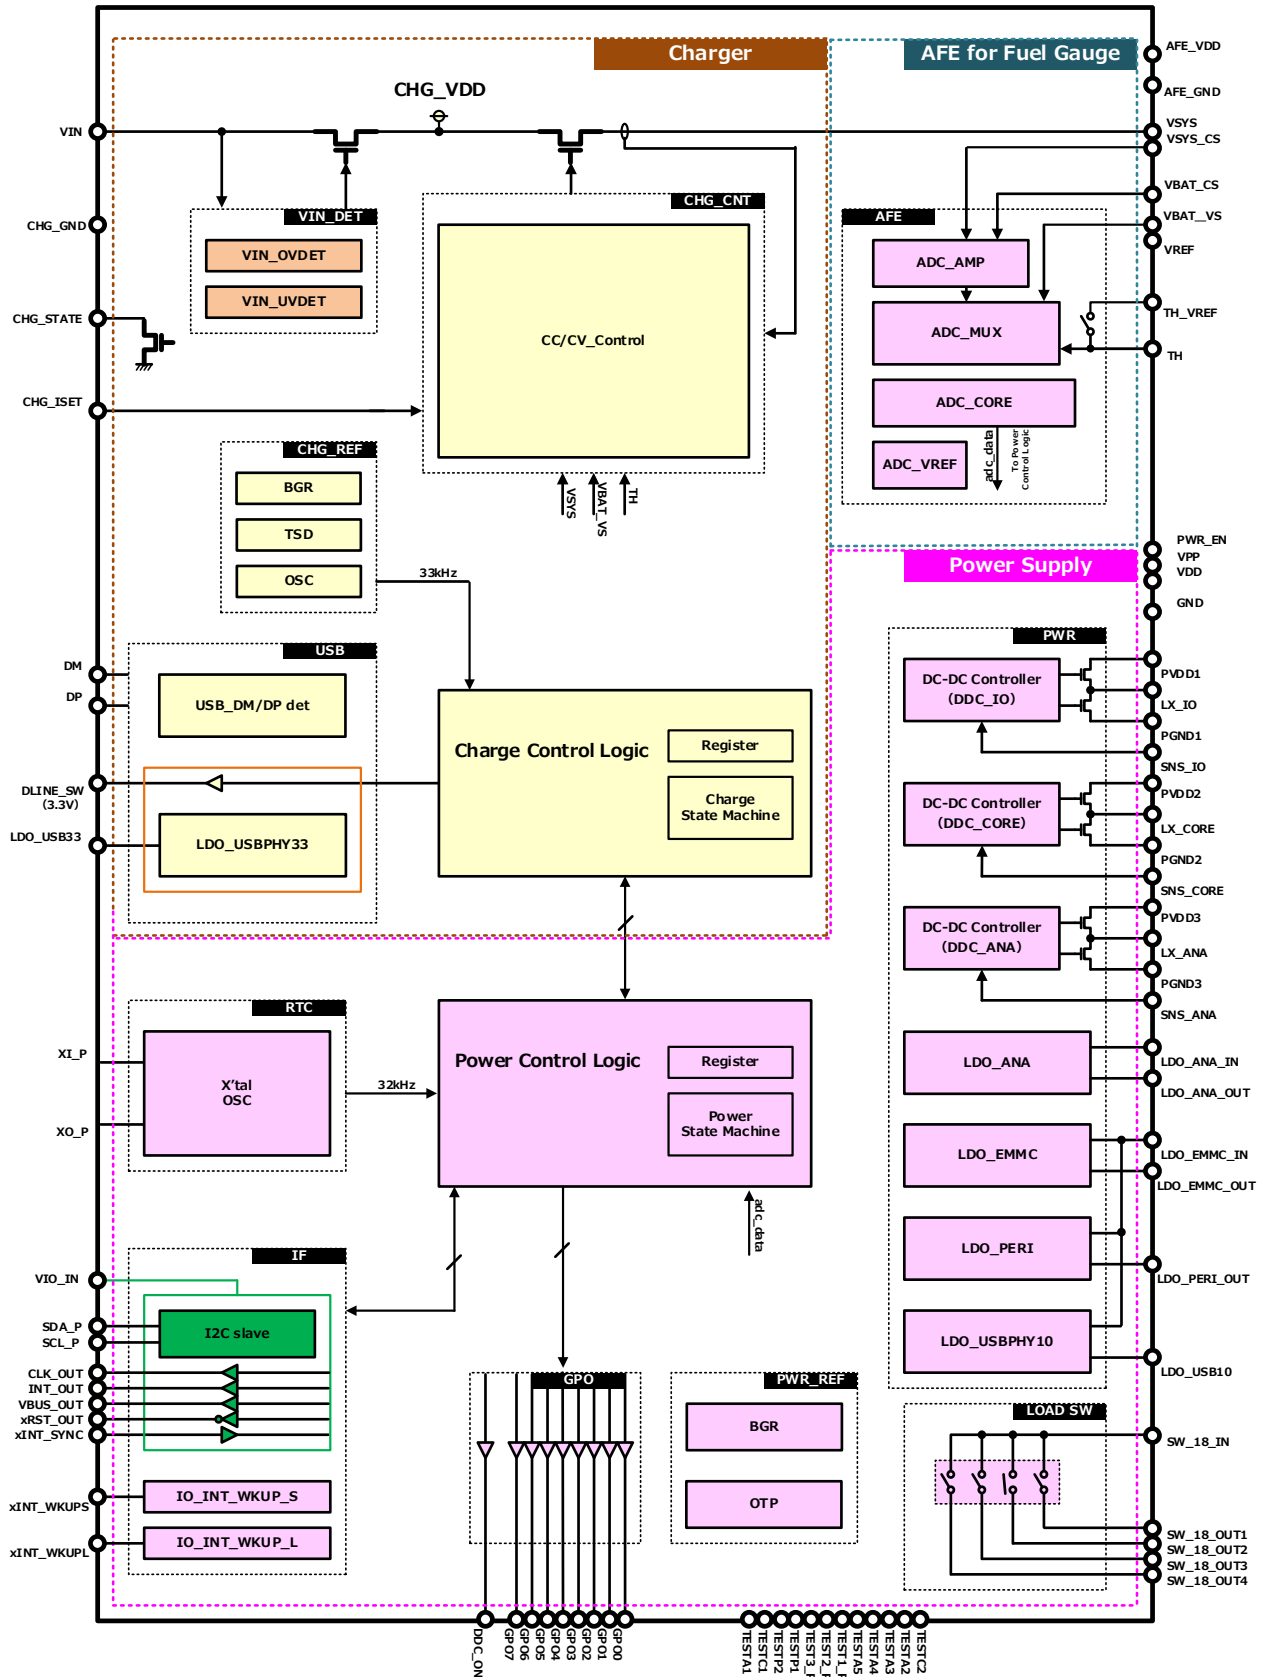 Charger
AFE for Fuel Gauge
Power Supply
CHG_VDD
VIN
CHG_GND
CHG_STATE
CHG_ISET
DM
DP
DLINE_SW
(3.3V)
LDO_USB33
XI_P
XO_P
VIO_IN
SDA_P
SCL_P
CLK_OUT
INT_OUT
VBUS_OUT
xRST_OUT
xINT_SYNC
xINT_WKUPS
xINT_WKUPL
VIN_DET
VIN_OVDET
VIN_UVDET
CHG_CNT
CC/CV_Control
VSYS
VBAT_VS
TH
CHG_REF
BGR
TSD
OSC
33kHz
USB
USB_DM/DP det
LDO_USBPHY33
Charge Control Logic
Register
Charge
State Machine
RTC
X'tal
OSC
32kHz
Power Control Logic
Register
Power
State Machine
adc_data
IF
I2C slave
IO_INT_WKUP_S
IO_INT_WKUP_L
GPO
PWR_REF
BGR
OTP
AFE
ADC_AMP
ADC_MUX
ADC_CORE
ADC_VREF
adc_data
To Power
Control Logic
PWR
DC-DC Controller
(DDC_IO)
DC-DC Controller
(DDC_CORE)
DC-DC Controller
(DDC_ANA)
LDO_ANA
LDO_EMMC
LDO_PERI
LDO_USBPHY10
LOAD SW
AFE_VDD
AFE_GND
VSYS
VSYS_CS
VBAT_CS
VBAT_VS
VREF
TH_VREF
TH
PWR_EN
VPP
VDD
GND
PVDD1
LX_IO
PGND1
SNS_IO
PVDD2
LX_CORE
PGND2
SNS_CORE
PVDD3
LX_ANA
PGND3
SNS_ANA
LDO_ANA_IN
LDO_ANA_OUT
LDO_EMMC_IN
LDO_EMMC_OUT
LDO_PERI_OUT
LDO_USB10
SW_18_IN
SW_18_OUT1
SW_18_OUT2
SW_18_OUT3
SW_18_OUT4
DDC_ON
GPO7
GPO6
GPO5
GPO4
GPO3
GPO2
GPO1
GPO0
TESTA1
TESTC1
TESTP2
TESTP1
TESTA5
TESTA4
TESTA3
TESTA2
TESTC2